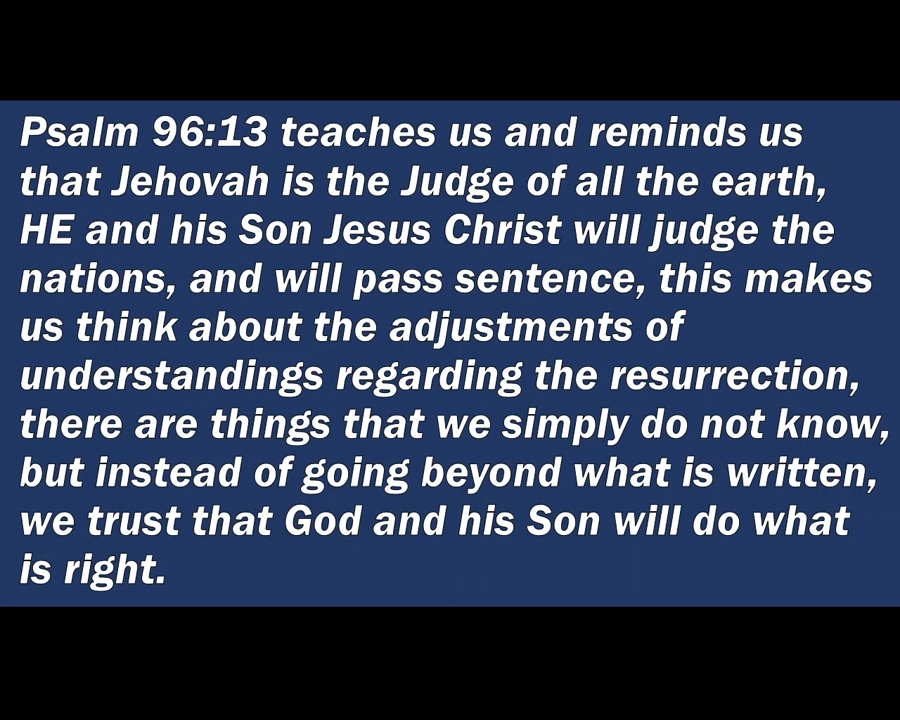 Psalm 96:13 teaches us and reminds us
that Jehovah is the Judge of all the earth,
HE and his Son Jesus Christ will judge the
nations, and will pass sentence, this makes
us think about the adjustments of
understandings regarding the resurrection,
there are things that we simply do not know,
but instead of going beyond what is written,
we trust that God and his Son will do what
is right.